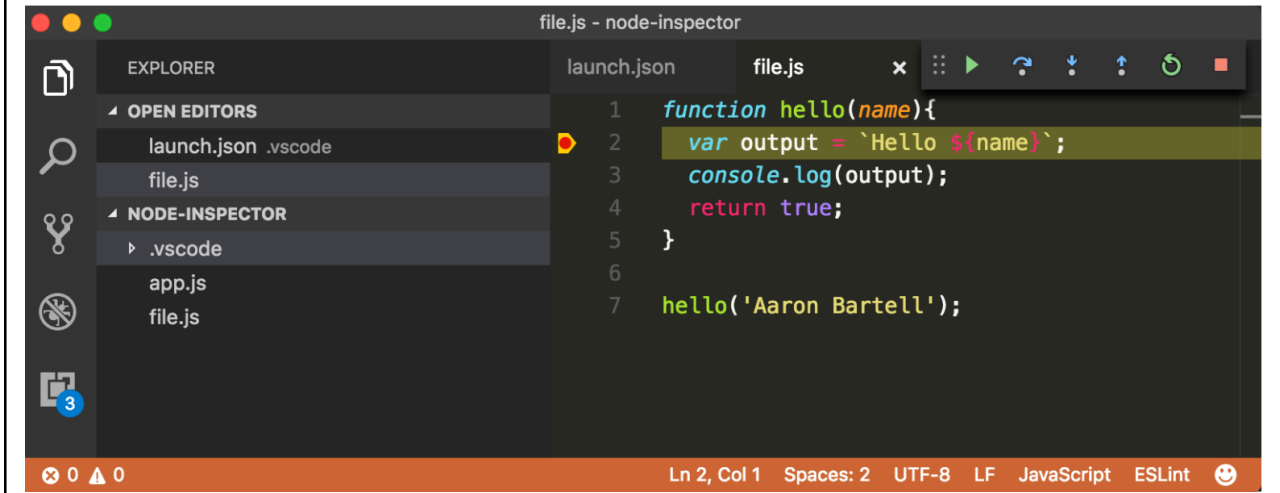 file.js - node-inspector
EXPLORER
OPEN EDITORS
launch.json .vscode
file.js
NODE-INSPECTOR
.vscode
app.js
file.js
3
launch.json file.js
1 function hello(name){
2 var output = `Hello ${name}`;
3 console.log(output);
4 return true;
5 }
6
7 hello('Aaron Bartell');
0 0 Ln 2, Col 1 Spaces: 2 UTF-8 LF JavaScript ESLint